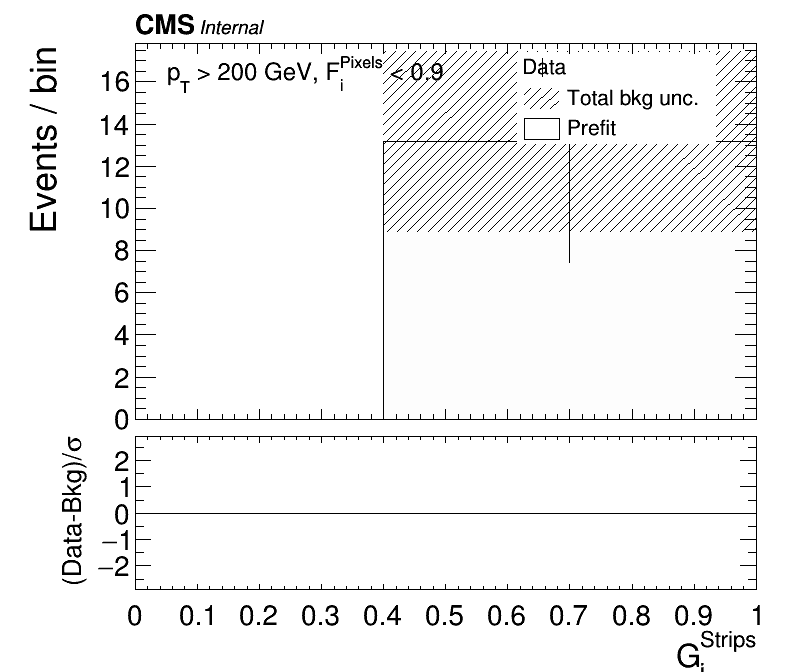 CMS Internal
Events / bin
p_T > 200 GeV, F_i^Pixels < 0.9
Data
Total bkg unc.
Prefit
16
14
12
10
8
6
4
2
0
(Data-Bkg)/σ
2
1
0
−1
−2
0 0.1 0.2 0.3 0.4 0.5 0.6 0.7 0.8 0.9 1
G_i^Strips